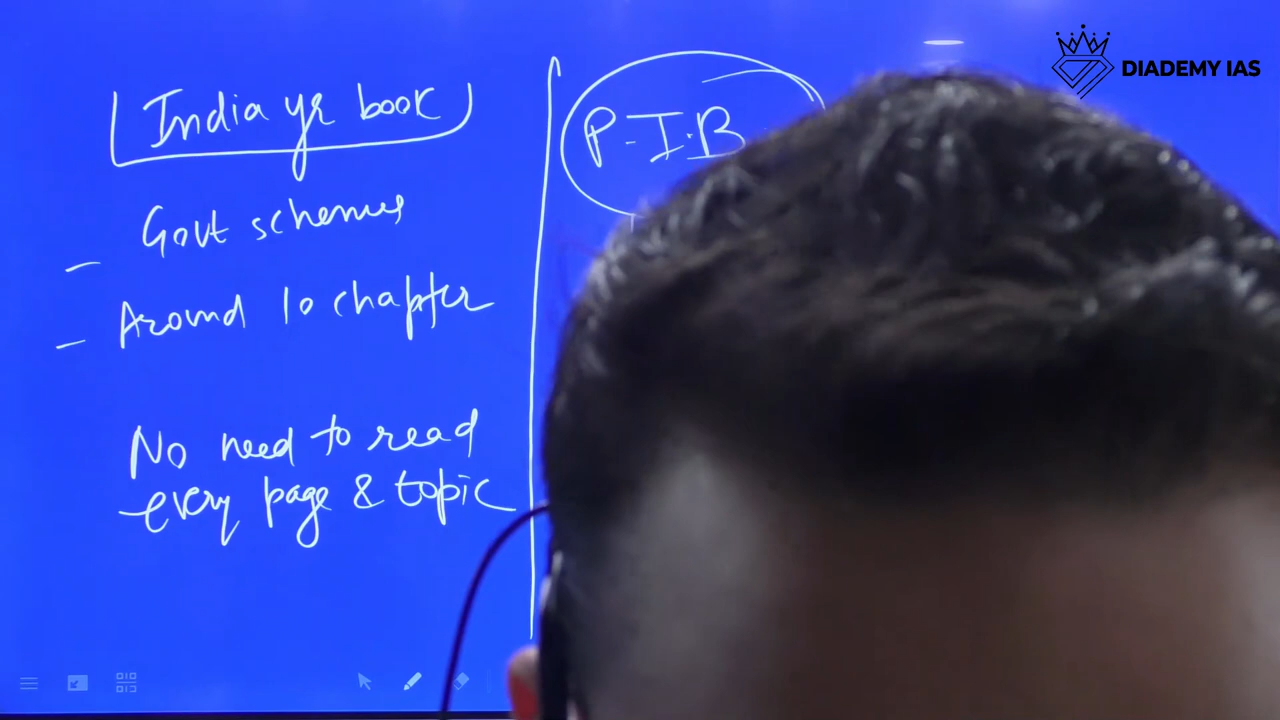 India yr book
Govt schemes
- Around 10 chapter
No need to read
every page & topic
P.I.B
DIADEMY IAS